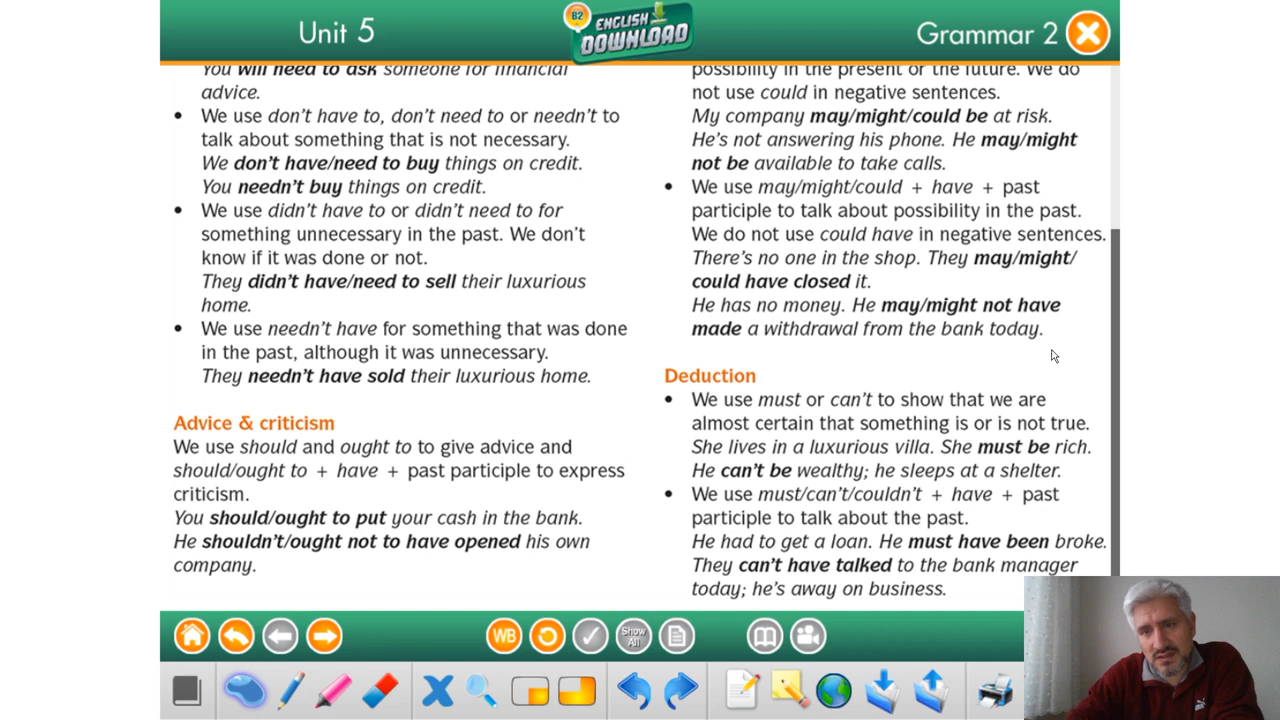 Unit 5
B2
ENGLISH
DOWNLOAD
Grammar 2
You will need to ask someone for financial
advice.
• We use don't have to, don't need to or needn't to
talk about something that is not necessary.
We don't have/need to buy things on credit.
You needn't buy things on credit.
• We use didn't have to or didn't need to for
something unnecessary in the past. We don't
know if it was done or not.
They didn't have/need to sell their luxurious
home.
• We use needn't have for something that was done
in the past, although it was unnecessary.
They needn't have sold their luxurious home.
Advice & criticism
We use should and ought to to give advice and
should/ought to + have + past participle to express
criticism.
You should/ought to put your cash in the bank.
He shouldn't/ought not to have opened his own
company.
possibility in the present or the future. We do
not use could in negative sentences.
My company may/might/could be at risk.
He's not answering his phone. He may/might
not be available to take calls.
• We use may/might/could + have + past
participle to talk about possibility in the past.
We do not use could have in negative sentences.
There's no one in the shop. They may/might/
could have closed it.
He has no money. He may/might not have
made a withdrawal from the bank today.
Deduction
• We use must or can't to show that we are
almost certain that something is or is not true.
She lives in a luxurious villa. She must be rich.
He can't be wealthy; he sleeps at a shelter.
• We use must/can't/couldn't + have + past
participle to talk about the past.
He had to get a loan. He must have been broke.
They can't have talked to the bank manager
today; he's away on business.
WB
Show
All